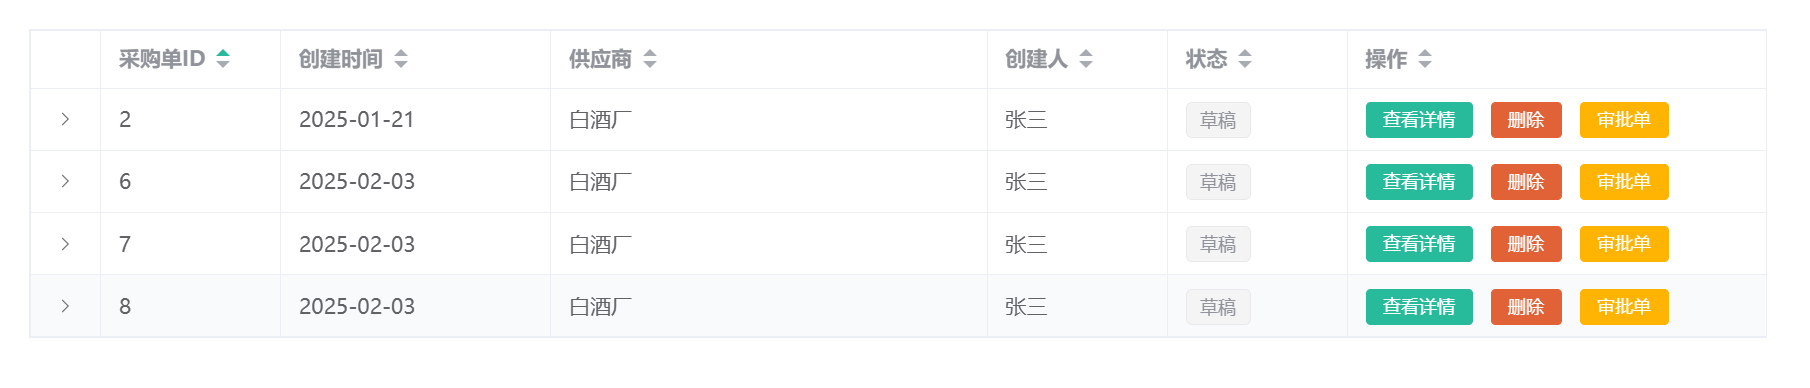 采购单ID 创建时间 供应商 创建人 状态 操作
2 2025-01-21 白酒厂 张三 草稿 查看详情 删除 审批单
6 2025-02-03 白酒厂 张三 草稿 查看详情 删除 审批单
7 2025-02-03 白酒厂 张三 草稿 查看详情 删除 审批单
8 2025-02-03 白酒厂 张三 草稿 查看详情 删除 审批单